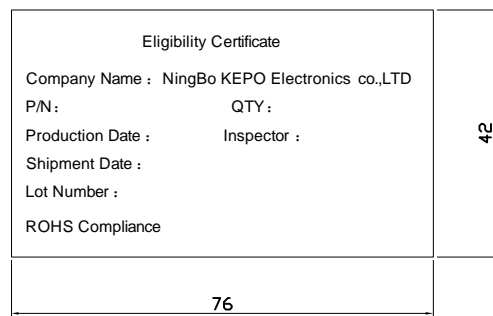 Eligibility Certificate
Company Name： NingBo KEPO Electronics co.,LTD
P/N： QTY：
Production Date： Inspector：
Shipment Date：
Lot Number：
ROHS Compliance
42
76